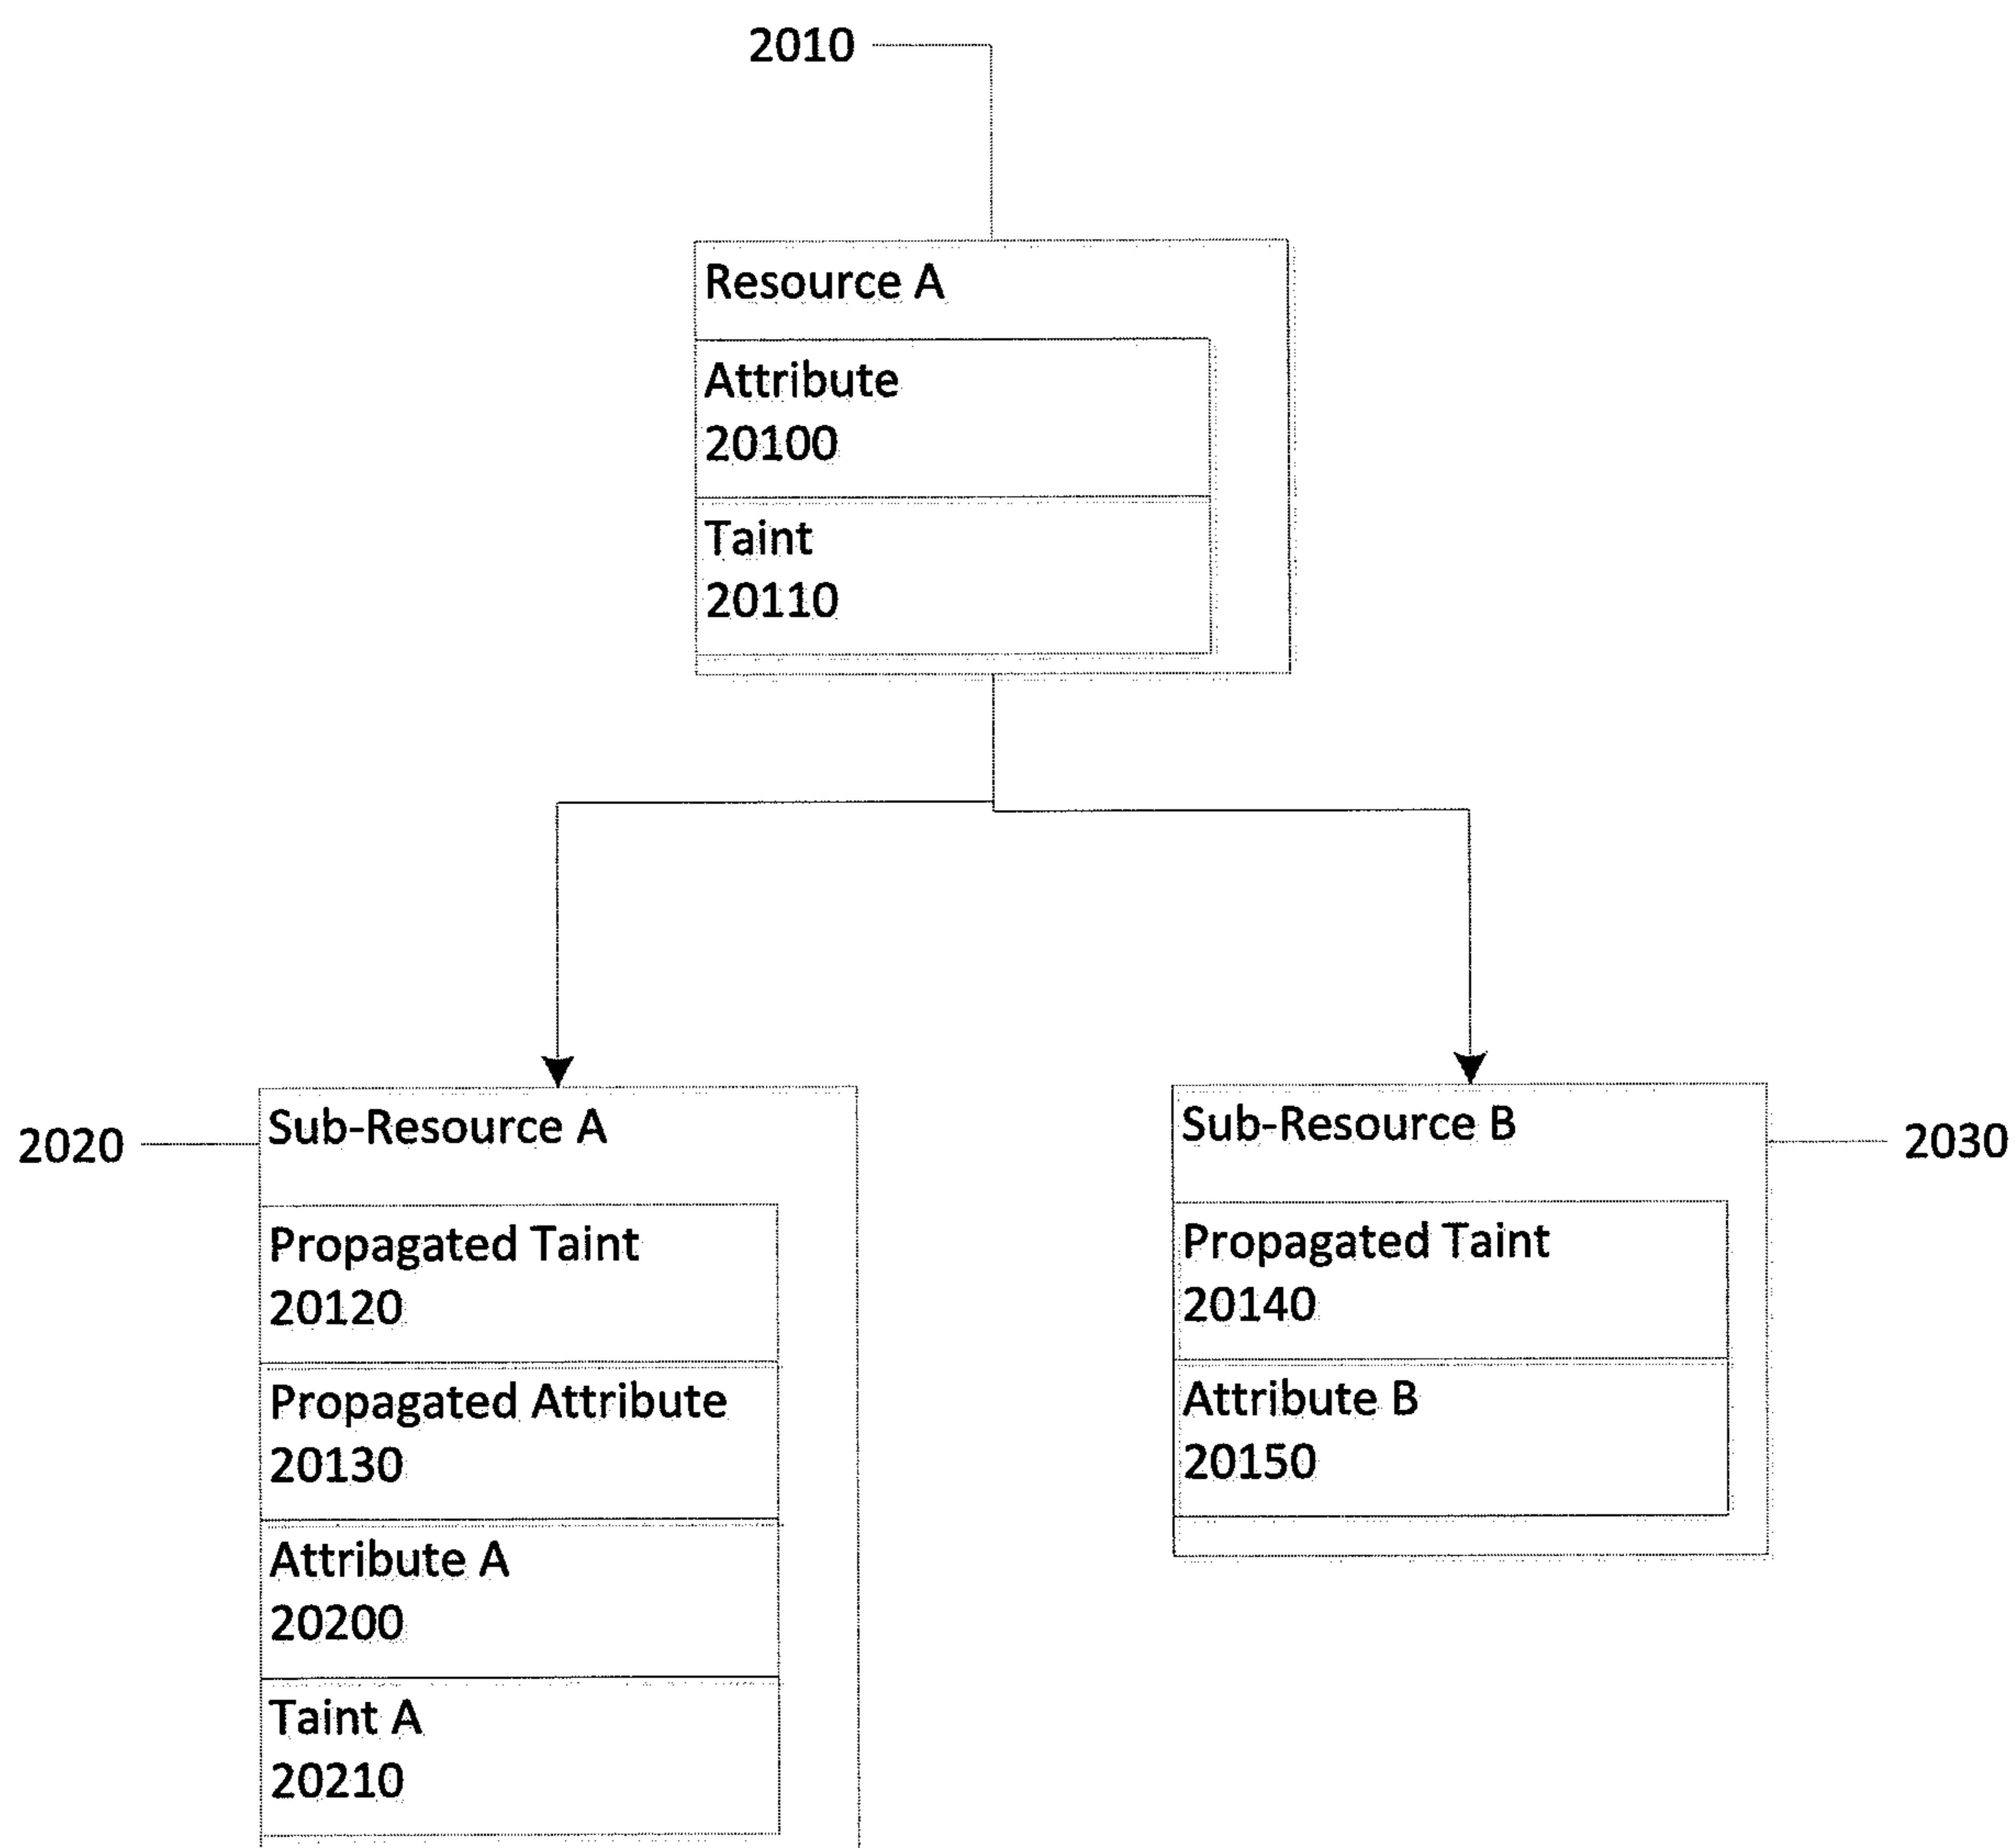 2010
Resource A
Attribute
20100
Taint
20110
2020
Sub-Resource A
Propagated Taint
20120
Propagated Attribute
20130
Attribute A
20200
Taint A
20210
Sub-Resource B
2030
Propagated Taint
20140
Attribute B
20150